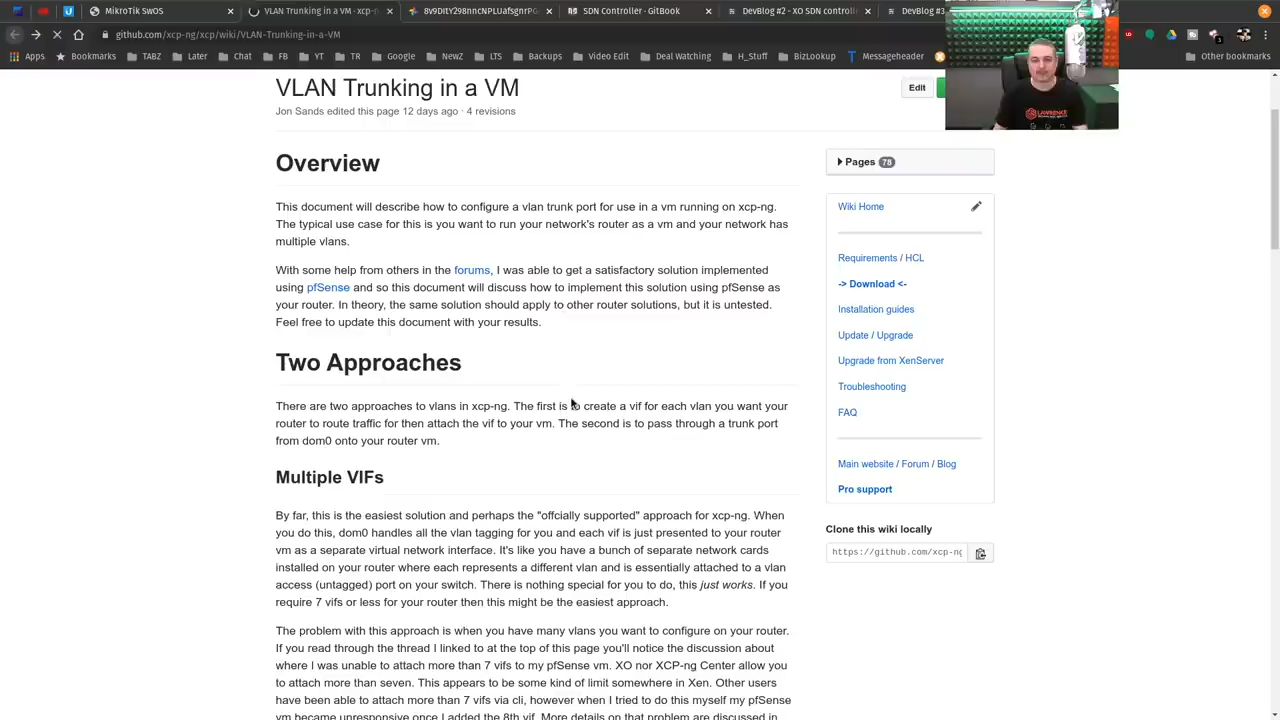 MikroTik SwOS
VLAN Trunking in a VM · xc
SDN Controller - GitBook
DevBlog #2 - XO SDN controll
DevBlog #3
github.com/xcp-ng/xcp/wiki/VLAN-Trunking-in-a-VM
Apps
Bookmarks
TABZ
Later
FB
TP
NewZ
LTS
Video Edit
Deal Watching
LH_Stuff
BizLo
Messageheader
Other bookmarks
VLAN Trunking in a VM
Edit
Jon Sands edited this page 12 days ago · 4 revisions
Overview
This document will describe how to configure a vlan trunk port for use in a vm running on xcp-ng.
The typical use case for this is you want to run your network's router as a vm and your network has
multiple vlans.
With some help from others in the forums, I was able to get a satisfactory solution implemented
using pfSense and so this document will discuss how to implement this solution using pfSense as
your router. In theory, the same solution should apply to other router solutions, but it is untested.
Feel free to update this document with your results.
Two Approaches
There are two approaches to vlans in xcp-ng. The first is to create a vif for each vlan you want your
router to route traffic for then attach the vif to your vm. The second is to pass through a trunk port
from dom0 onto your router vm.
Multiple VIFs
By far, this is the easiest solution and perhaps the "offcially supported" approach for xcp-ng. When
you do this, dom0 handles all the vlan tagging for you and each vif is just presented to your router
vm as a separate virtual network interface. It's like you have a bunch of separate network cards
installed on your router where each represents a different vlan and is essentially attached to a vlan
access (untagged) port on your switch. There is nothing special for you to do, this just works. If you
require 7 vifs or less for your router then this might be the easiest approach.
The problem with this approach is when you have many vlans you want to configure on your router.
If you read through the thread I linked to at the top of this page you'll notice the discussion about
where I was unable to attach more than 7 vifs to my pfSense vm. XO nor XCP-ng Center allow you
to attach more than seven. This appears to be some kind of limit somewhere in Xen. Other users
have been able to attach more than 7 vifs via cli, however when I tried to do this myself my pfSense
vm became unresponsive once I added the 8th vif. More details on that problem are discussed in
Pages 78
Wiki Home
Requirements / HCL
-> Download <-
Installation guides
Update / Upgrade
Upgrade from XenServer
Troubleshooting
FAQ
Main website / Forum / Blog
Pro support
Clone this wiki locally
https://github.com/xcp-ng
LAWRENCE